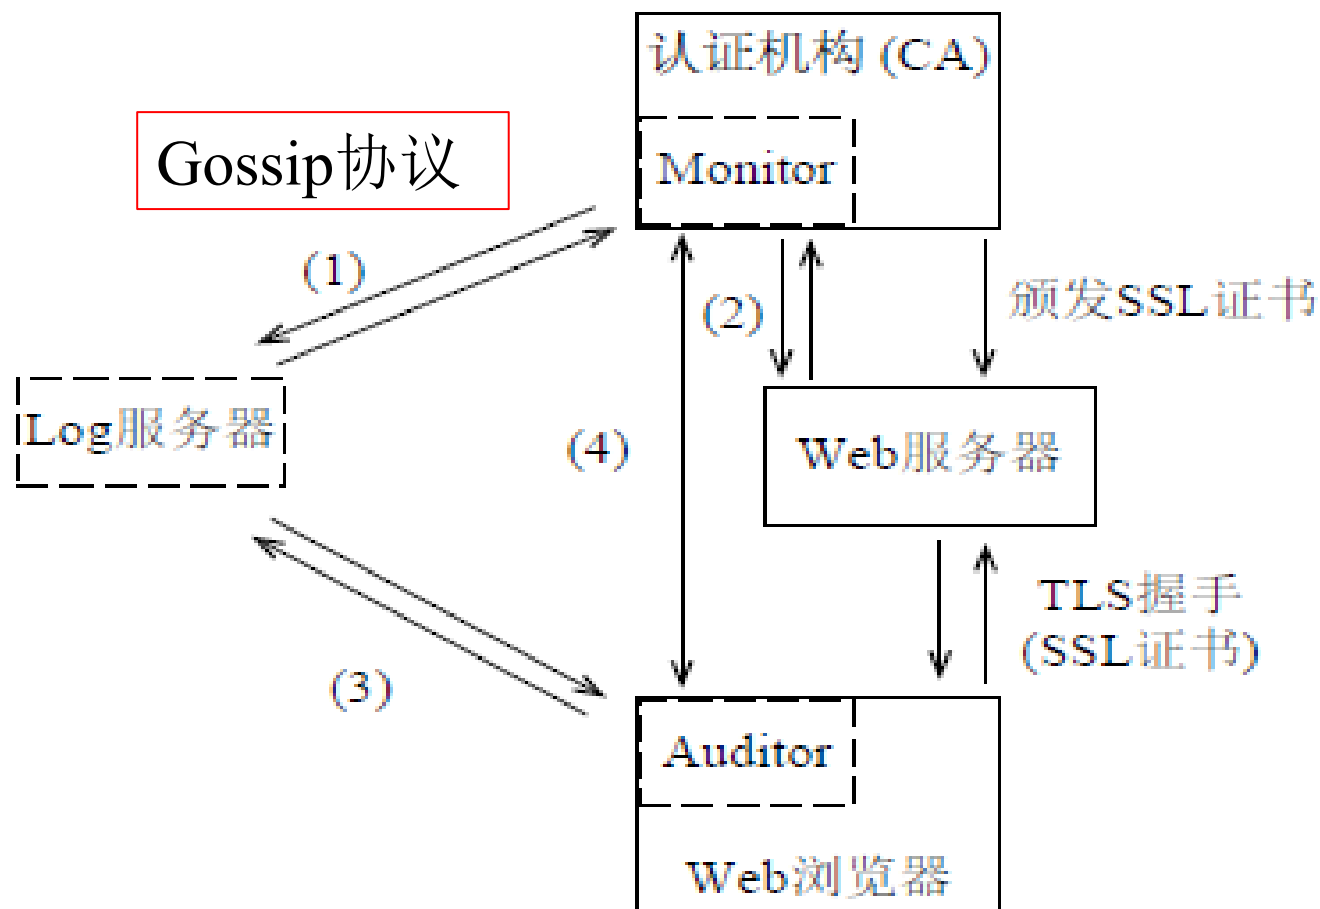 认证机构 (CA)
Gossip协议
Monitor
(1)
(2)
颁发SSL证书
Log服务器
(4)
Web服务器
TLS握手
(SSL证书)
(3)
Auditor
Web浏览器